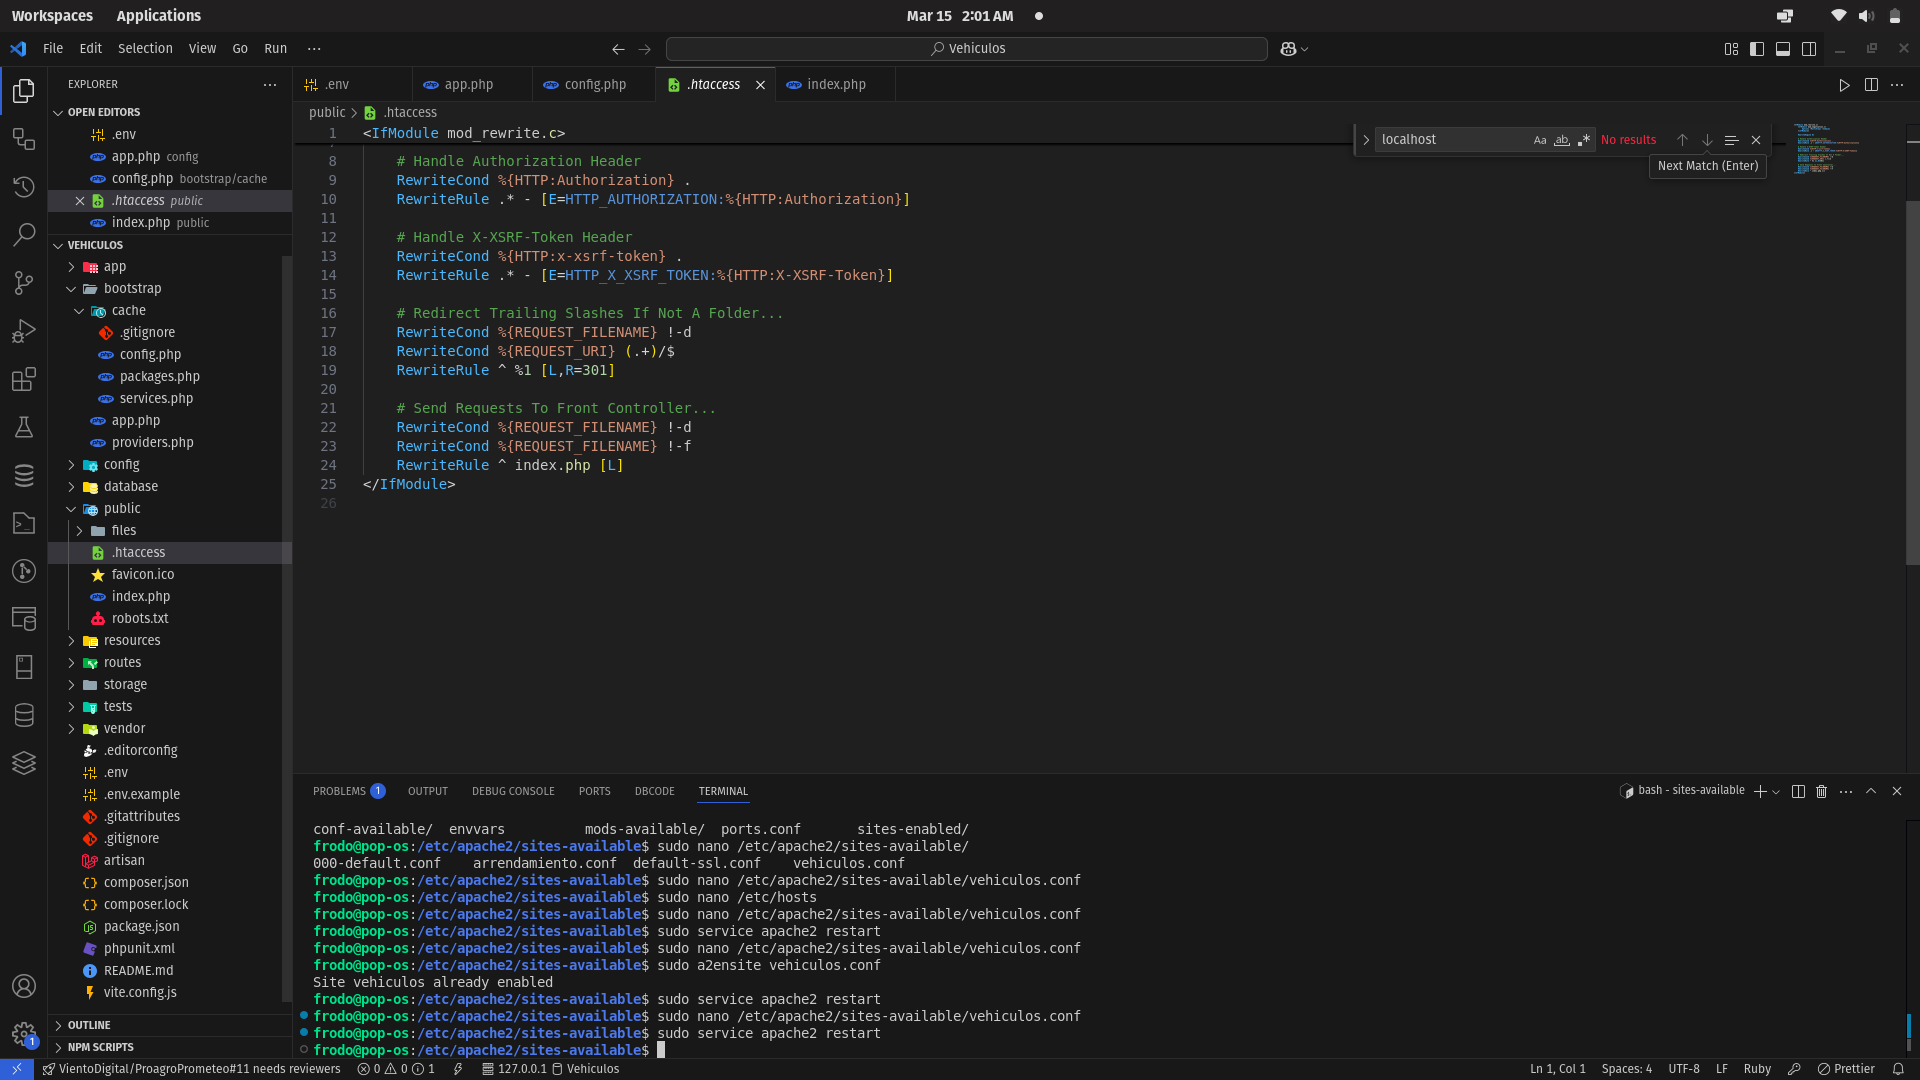 Workspaces Applications Mar 15 2:01 AM
File Edit Selection View Go Run ··· Vehiculos
EXPLORER ···
OPEN EDITORS
.env
app.php config
config.php bootstrap/cache
.htaccess public
index.php public
VEHICULOS
app
bootstrap
cache
.gitignore
config.php
packages.php
services.php
app.php
providers.php
config
database
public
files
.htaccess
favicon.ico
index.php
robots.txt
resources
routes
storage
tests
vendor
.editorconfig
.env
.env.example
.gitattributes
.gitignore
artisan
composer.json
composer.lock
package.json
phpunit.xml
README.md
vite.config.js
OUTLINE
NPM SCRIPTS
.env app.php config.php .htaccess index.php
public > .htaccess
localhost Aa ab .* No results
Next Match (Enter)
1 <IfModule mod_rewrite.c>
8 # Handle Authorization Header
9 RewriteCond %{HTTP:Authorization} .
10 RewriteRule .* - [E=HTTP_AUTHORIZATION:%{HTTP:Authorization}]
11
12 # Handle X-XSRF-Token Header
13 RewriteCond %{HTTP:x-xsrf-token} .
14 RewriteRule .* - [E=HTTP_X_XSRF_TOKEN:%{HTTP:X-XSRF-Token}]
15
16 # Redirect Trailing Slashes If Not A Folder...
17 RewriteCond %{REQUEST_FILENAME} !-d
18 RewriteCond %{REQUEST_URI} (.+)/$
19 RewriteRule ^ %1 [L,R=301]
20
21 # Send Requests To Front Controller...
22 RewriteCond %{REQUEST_FILENAME} !-d
23 RewriteCond %{REQUEST_FILENAME} !-f
24 RewriteRule ^ index.php [L]
25 </IfModule>
26
PROBLEMS 1 OUTPUT DEBUG CONSOLE PORTS DBCODE TERMINAL bash - sites-available
conf-available/ envvars mods-available/ ports.conf sites-enabled/
frodo@pop-os:/etc/apache2/sites-available$ sudo nano /etc/apache2/sites-available/
000-default.conf arrendamiento.conf default-ssl.conf vehiculos.conf
frodo@pop-os:/etc/apache2/sites-available$ sudo nano /etc/apache2/sites-available/vehiculos.conf
frodo@pop-os:/etc/apache2/sites-available$ sudo nano /etc/hosts
frodo@pop-os:/etc/apache2/sites-available$ sudo nano /etc/apache2/sites-available/vehiculos.conf
frodo@pop-os:/etc/apache2/sites-available$ sudo service apache2 restart
frodo@pop-os:/etc/apache2/sites-available$ sudo nano /etc/apache2/sites-available/vehiculos.conf
frodo@pop-os:/etc/apache2/sites-available$ sudo a2ensite vehiculos.conf
Site vehiculos already enabled
frodo@pop-os:/etc/apache2/sites-available$ sudo service apache2 restart
frodo@pop-os:/etc/apache2/sites-available$ sudo nano /etc/apache2/sites-available/vehiculos.conf
frodo@pop-os:/etc/apache2/sites-available$ sudo service apache2 restart
frodo@pop-os:/etc/apache2/sites-available$
1
VientoDigital/ProagroPrometeo#11 needs reviewers 0 0 1 127.0.0.1 Vehiculos Ln 1, Col 1 Spaces: 4 UTF-8 LF Ruby Prettier